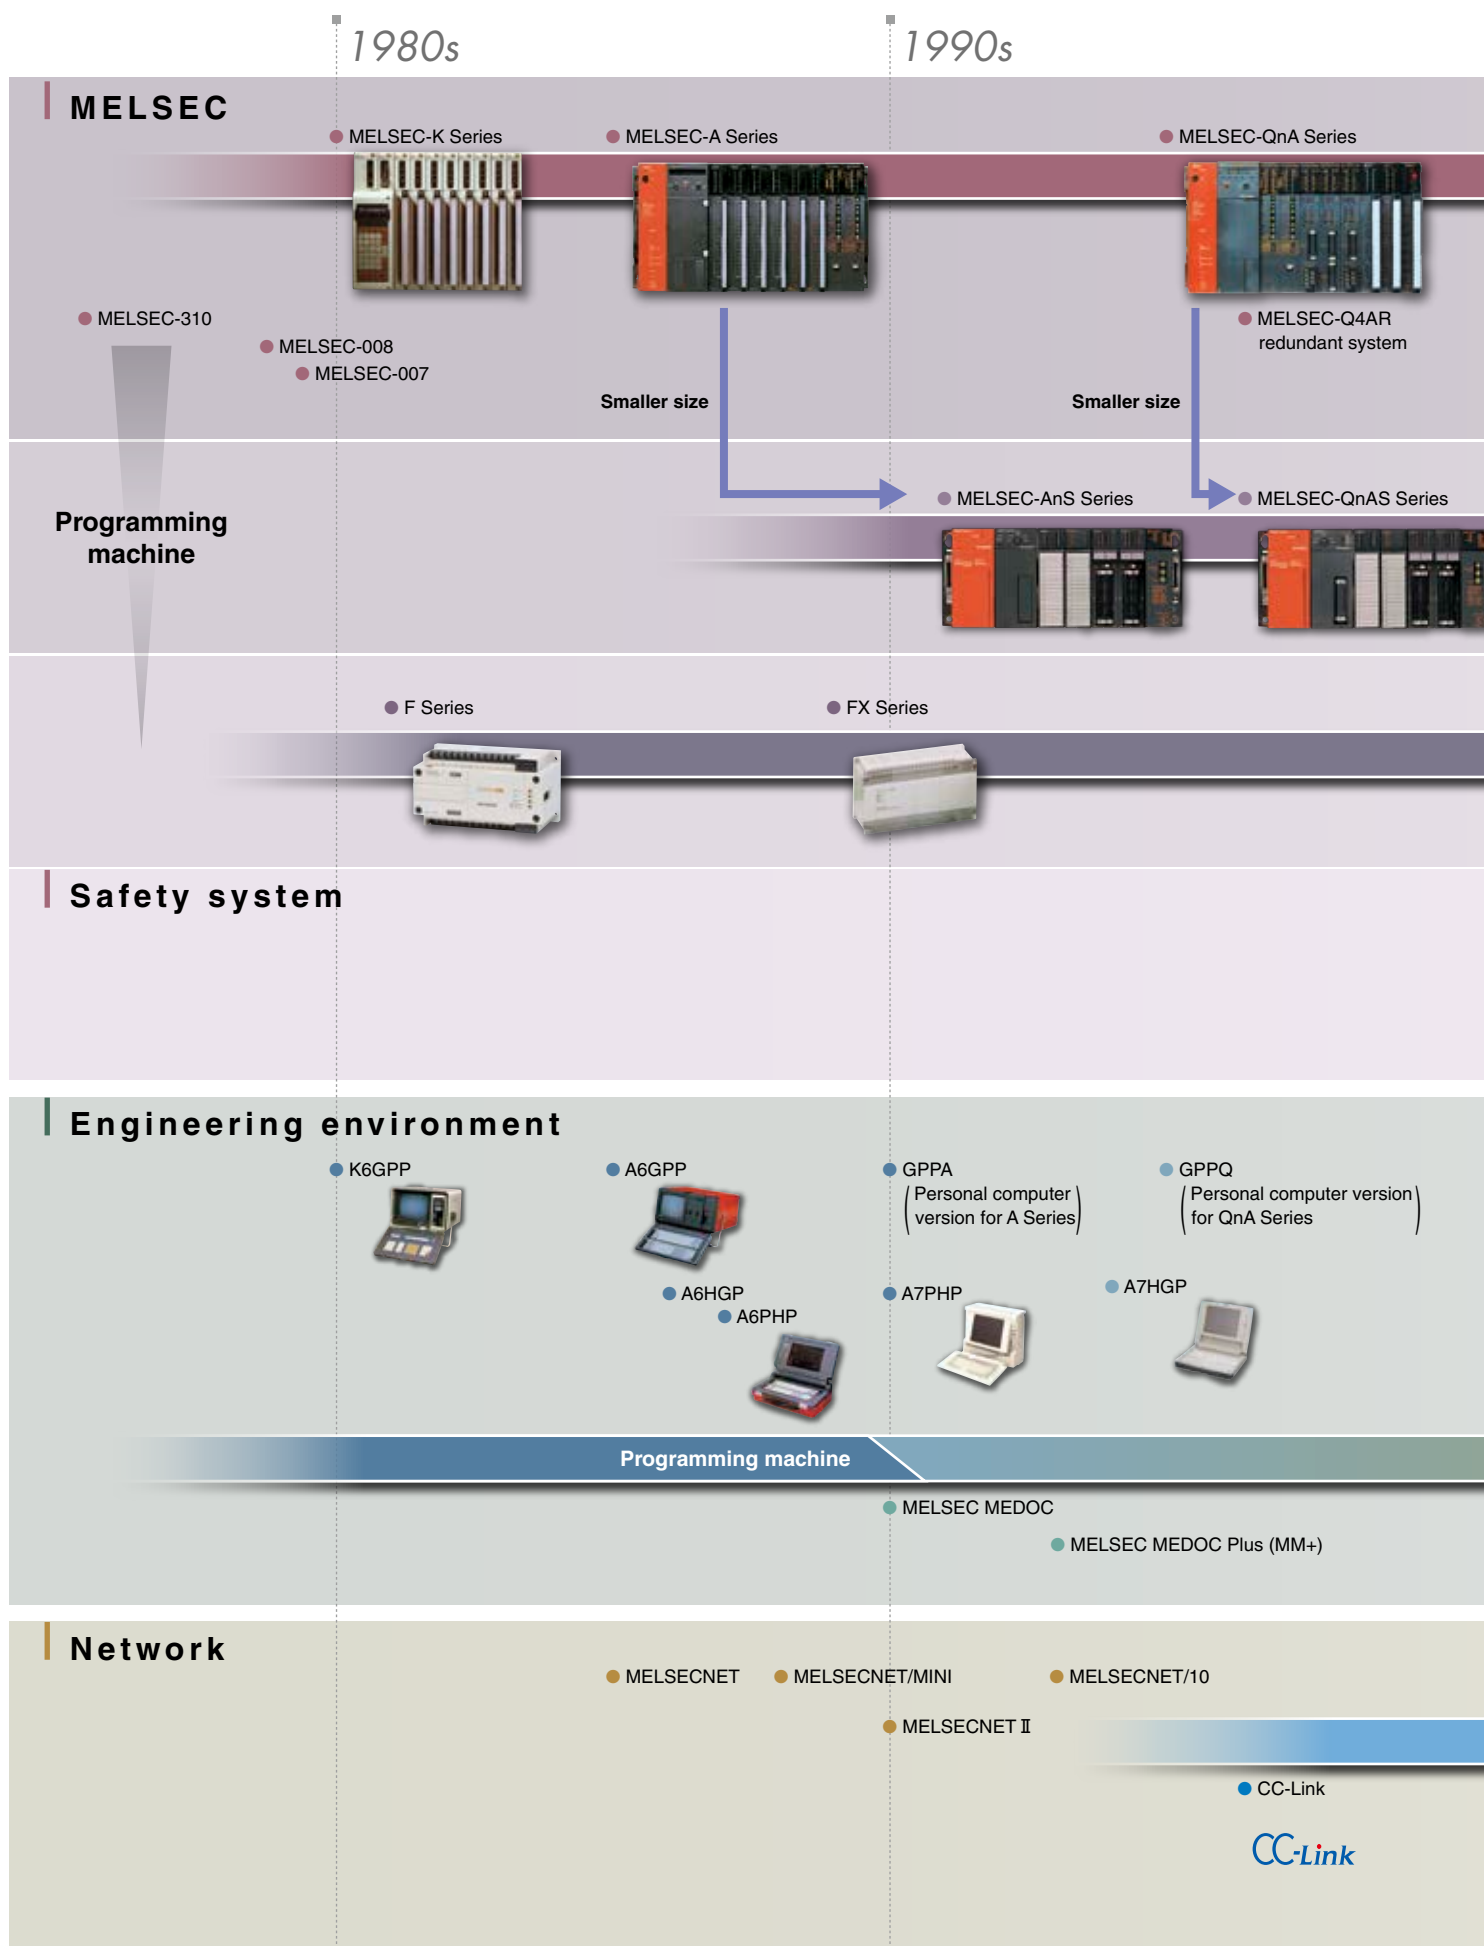 1980s
1990s
MELSEC
MELSEC-K Series
MELSEC-A Series
MELSEC-QnA Series
MELSEC-310
MELSEC-008
MELSEC-007
MELSEC-Q4AR
redundant system
Smaller size
Smaller size
Programming
machine
MELSEC-AnS Series
MELSEC-QnAS Series
F Series
FX Series
Safety system
Engineering environment
K6GPP
A6GPP
GPPA
(Personal computer
version for A Series)
GPPQ
(Personal computer version
for QnA Series)
A6HGP
A6PHP
A7PHP
A7HGP
Programming machine
MELSEC MEDOC
MELSEC MEDOC Plus (MM+)
Network
MELSECNET
MELSECNET/MINI
MELSECNET/10
MELSECNET II
CC-Link
CC-Link